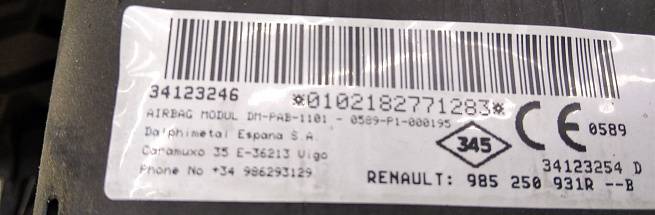 34123246 *0102182771283*
AIRBAG MODUL DM-PAB-1101 - 0589-P1-000195
Dalphimetal Espana S.A.
Caramuxo 35 E-36213 Vigo
Phone No +34 986293129
345
CE 0589
34123254 D
RENAULT: 985 250 931R --B